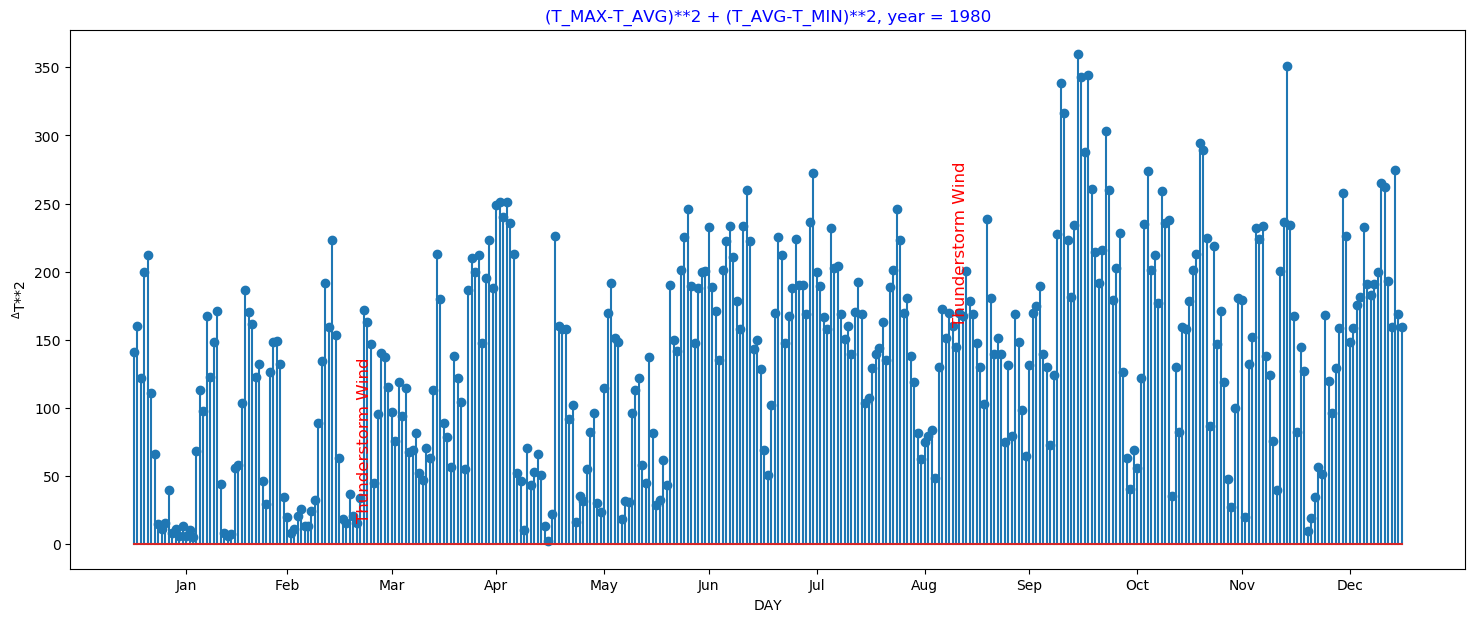 (T_MAX-T_AVG)**2 + (T_AVG-T_MIN)**2, year = 1980
350
300
250
200
150
100
50
0
ΔT**2
Thunderstorm Wind
Thunderstorm Wind
Jan Feb Mar Apr May Jun Jul Aug Sep Oct Nov Dec
DAY